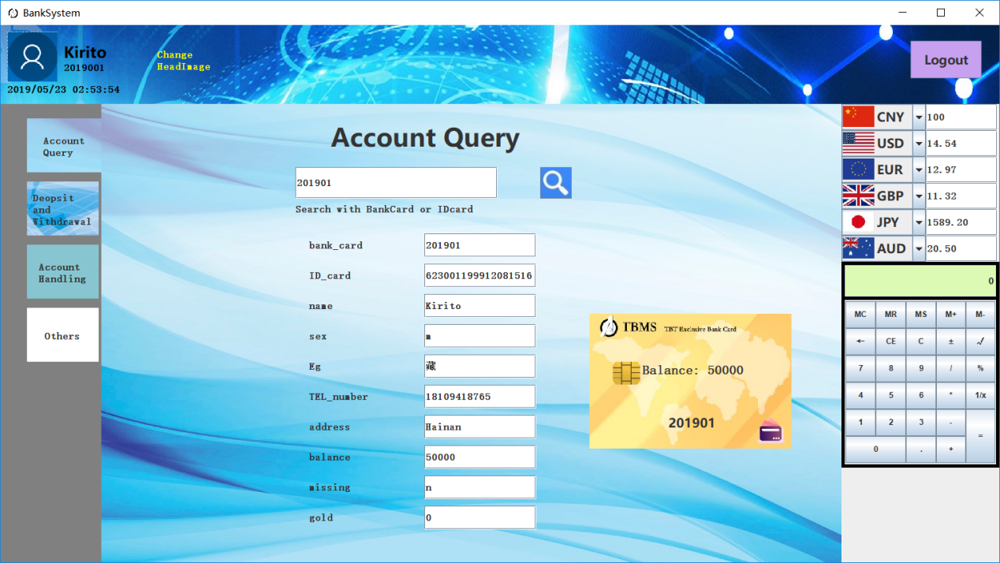 BankSystem
Kirito
2019001
2019/05/23 02:53:54
Change
HeadImage
Logout
Account
Query
Deopsit
and
Withdrawal
Account
Handling
Others
Account Query
201901
Search with BankCard or IDcard
bank_card 201901
ID_card 623001199912081516
name Kirito
sex m
Eg 藏
TEL_number 18109418765
address Hainan
balance 50000
missing n
gold 0
TBMS TBT Exclusive Bank Card
Balance: 50000
201901
CNY 100
USD 14.54
EUR 12.97
GBP 11.32
JPY 1589.20
AUD 20.50
0
MC MR MS M+ M-
← CE C ± √
7 8 9 / %
4 5 6 * 1/x
1 2 3 - =
0 . +